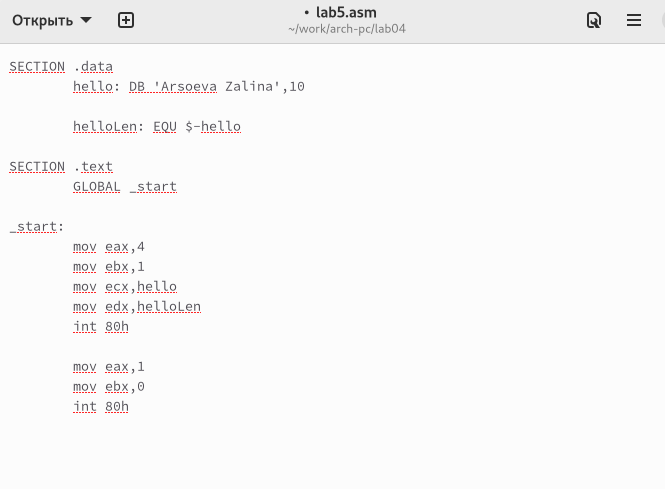 Открыть
• lab5.asm
~/work/arch-pc/lab04
SECTION .data
hello: DB 'Arsoeva Zalina',10
helloLen: EQU $-hello
SECTION .text
GLOBAL _start
_start:
mov eax,4
mov ebx,1
mov ecx,hello
mov edx,helloLen
int 80h
mov eax,1
mov ebx,0
int 80h